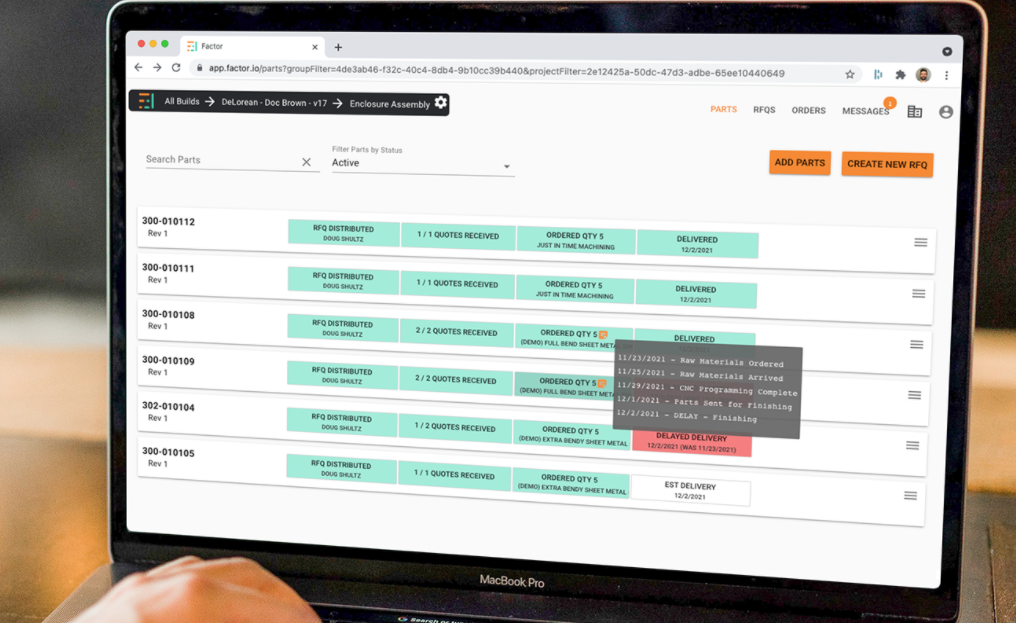 Factor
app.factor.io/parts?groupFilter=4de3ab46-f32c-40c4-8db4-9b10cc39b440&projectFilter=2e12425a-50dc-47d3-adbe-65ee10440649
All Builds → DeLorean - Doc Brown - v17 → Enclosure Assembly
PARTS RFQS ORDERS MESSAGES 1
Search Parts
Filter Parts by Status
Active
ADD PARTS CREATE NEW RFQ
300-010112
Rev 1
RFQ DISTRIBUTED
DOUG SHULTZ
1 / 1 QUOTES RECEIVED
ORDERED QTY 5
JUST IN TIME MACHINING
DELIVERED
12/2/2021
300-010111
Rev 1
RFQ DISTRIBUTED
DOUG SHULTZ
1 / 1 QUOTES RECEIVED
ORDERED QTY 5
JUST IN TIME MACHINING
DELIVERED
12/2/2021
300-010108
Rev 1
RFQ DISTRIBUTED
DOUG SHULTZ
2 / 2 QUOTES RECEIVED
ORDERED QTY 5
(DEMO) FULL BEND SHEET METAL
DELIVERED
300-010109
Rev 1
RFQ DISTRIBUTED
DOUG SHULTZ
2 / 2 QUOTES RECEIVED
ORDERED QTY 5
(DEMO) FULL BEND SHEET META
11/23/2021 - Raw Materials Ordered
11/25/2021 - Raw Materials Arrived
11/29/2021 - CNC Programming Complete
12/1/2021 - Parts Sent for Finishing
12/2/2021 - DELAY - Finishing
302-010104
Rev 1
RFQ DISTRIBUTED
DOUG SHULTZ
1 / 2 QUOTES RECEIVED
ORDERED QTY 5
(DEMO) EXTRA BENDY SHEET METAL
DELAYED DELIVERY
12/2/2021 (WAS 11/23/2021)
300-010105
Rev 1
RFQ DISTRIBUTED
DOUG SHULTZ
1 / 1 QUOTES RECEIVED
ORDERED QTY 5
(DEMO) EXTRA BENDY SHEET METAL
EST DELIVERY
12/2/2021
MacBook Pro